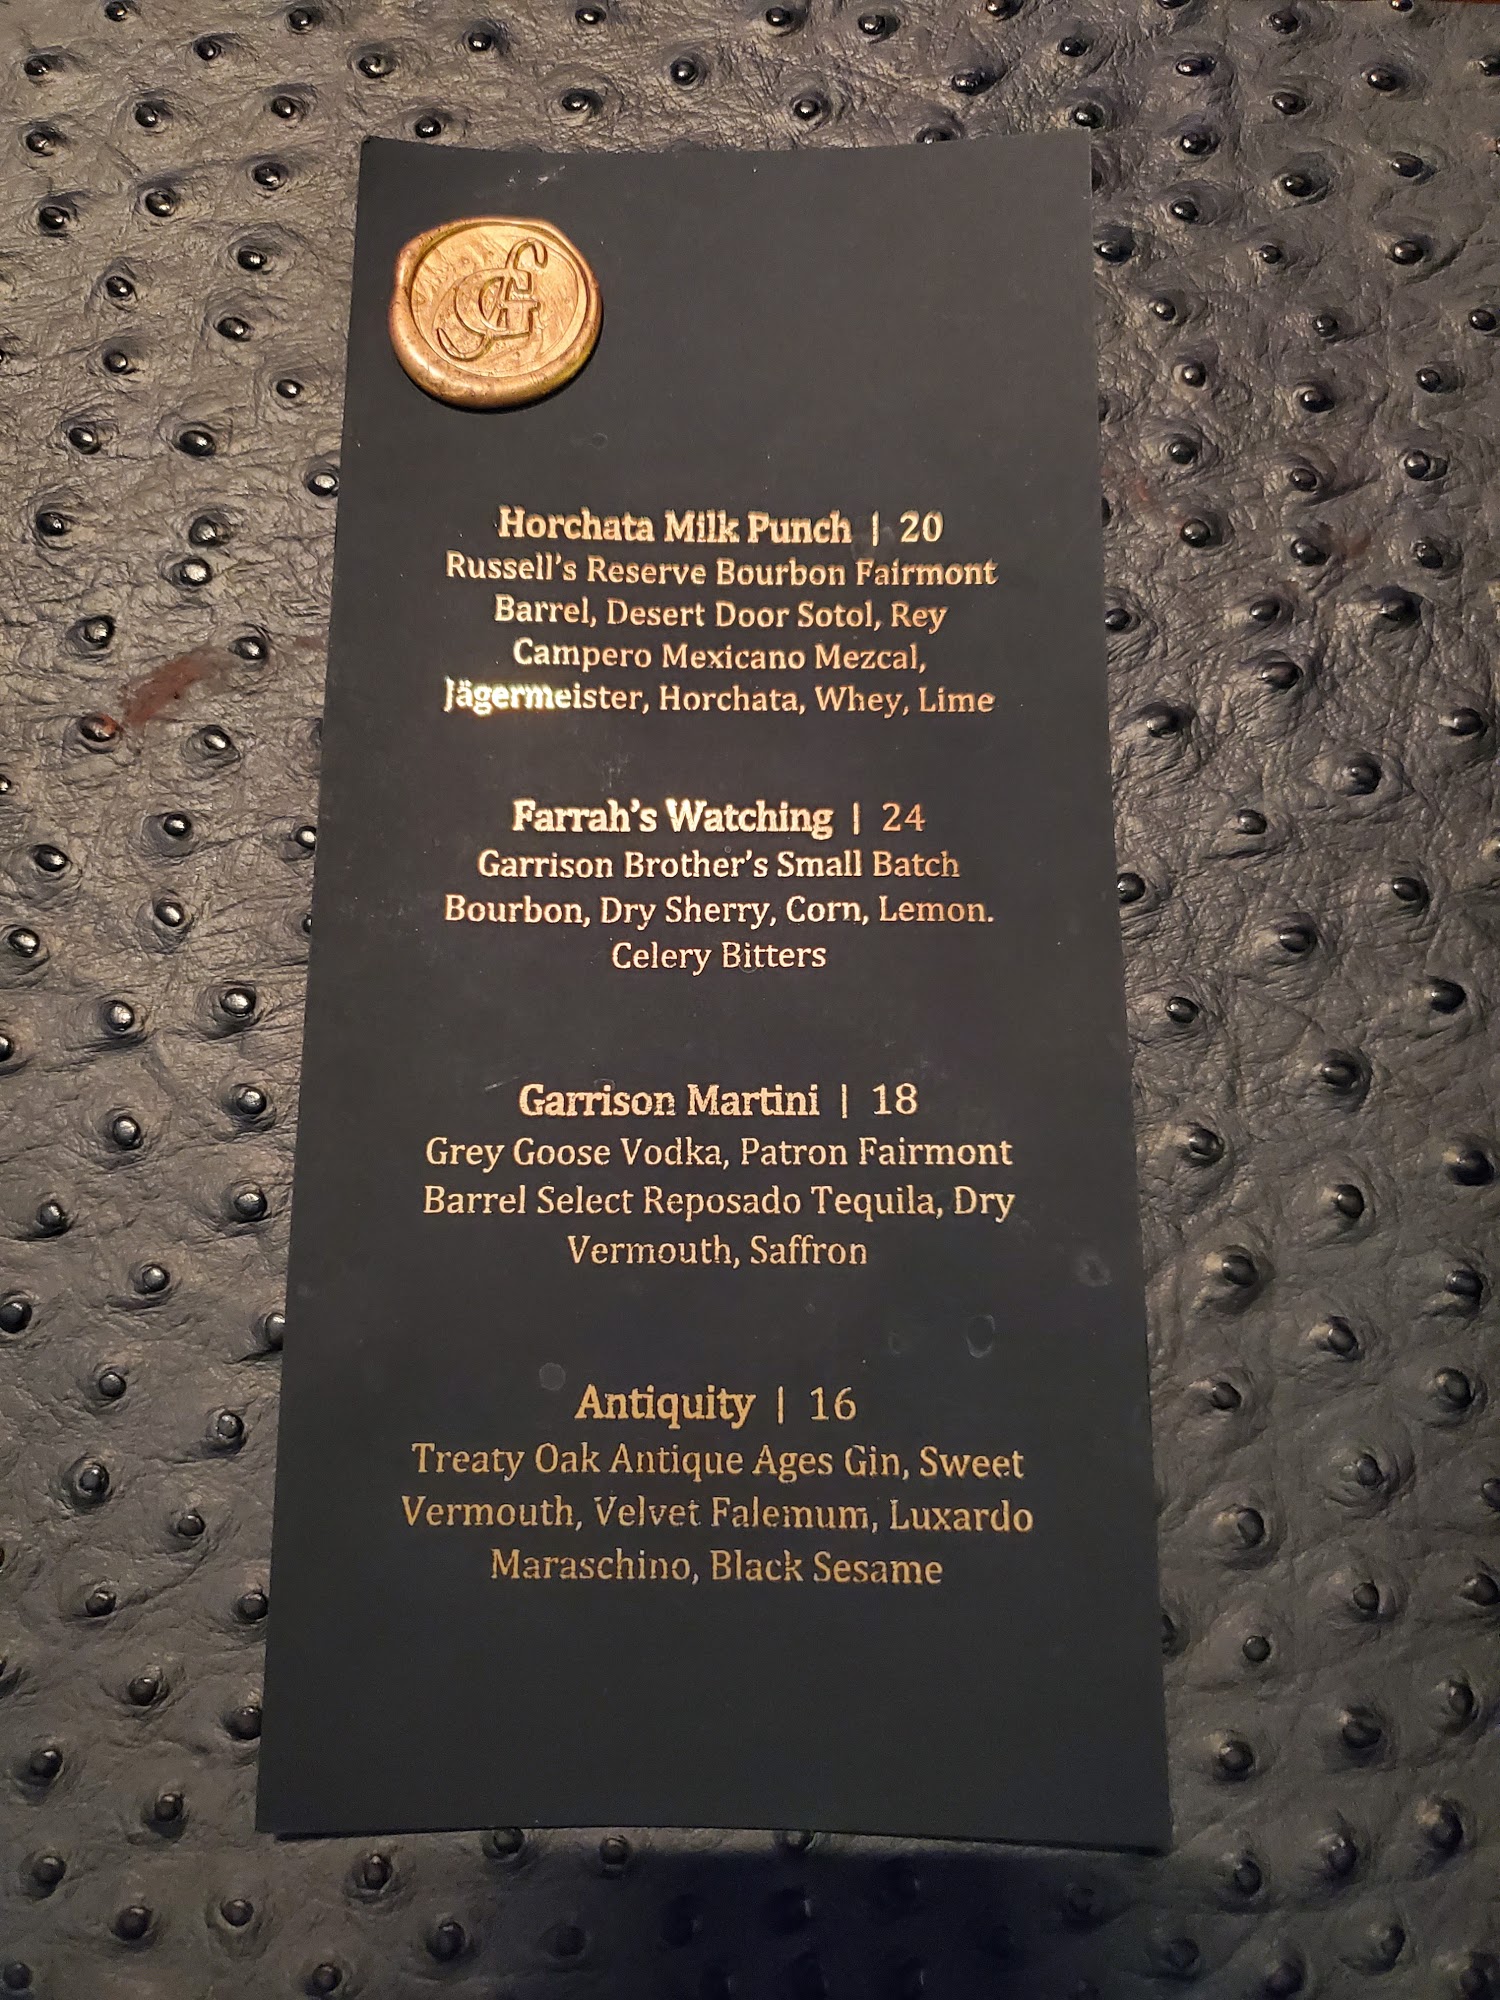 G
Horchata Milk Punch | 20
Russell's Reserve Bourbon Fairmont
Barrel, Desert Door Sotol, Rey
Campero Mexicano Mezcal,
Jägermeister, Horchata, Whey, Lime
Farrah's Watching | 24
Garrison Brother's Small Batch
Bourbon, Dry Sherry, Corn, Lemon.
Celery Bitters
Garrison Martini | 18
Grey Goose Vodka, Patron Fairmont
Barrel Select Reposado Tequila, Dry
Vermouth, Saffron
Antiquity | 16
Treaty Oak Antique Ages Gin, Sweet
Vermouth, Velvet Falemum, Luxardo
Maraschino, Black Sesame